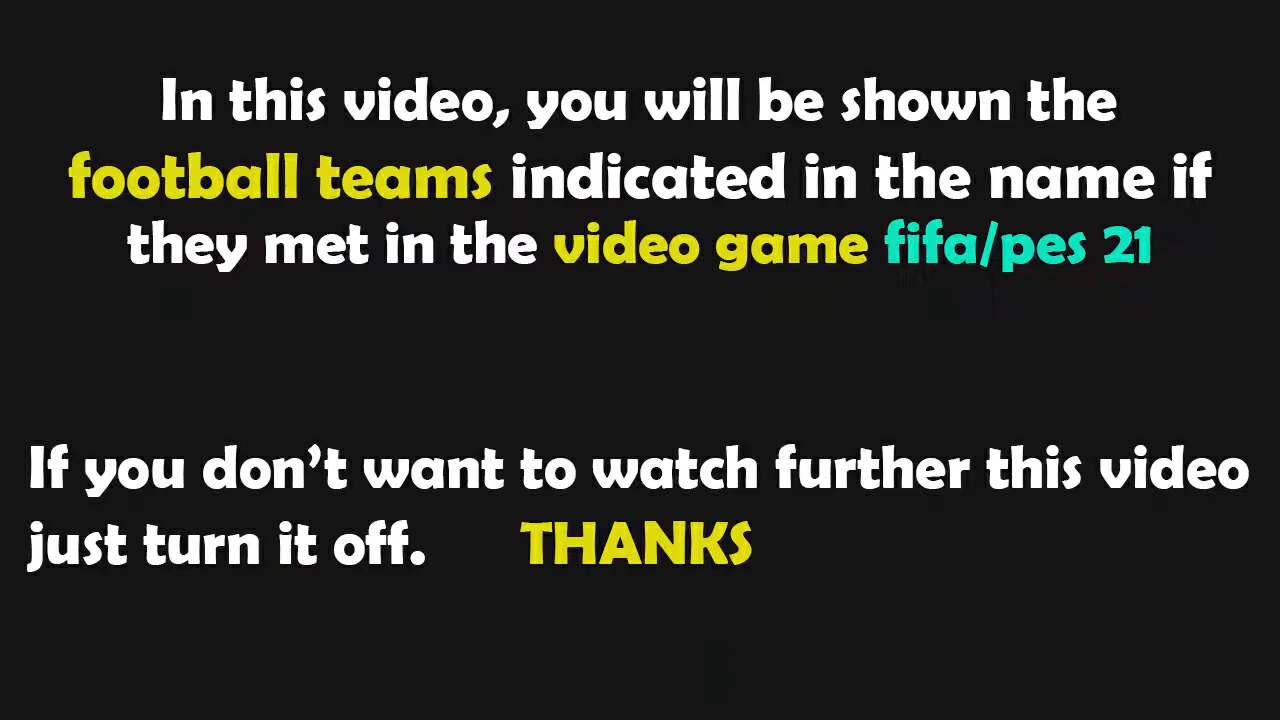 In this video, you will be shown the
football teams indicated in the name if
they met in the video game fifa/pes 21
If you don't want to watch further this video
just turn it off. THANKS